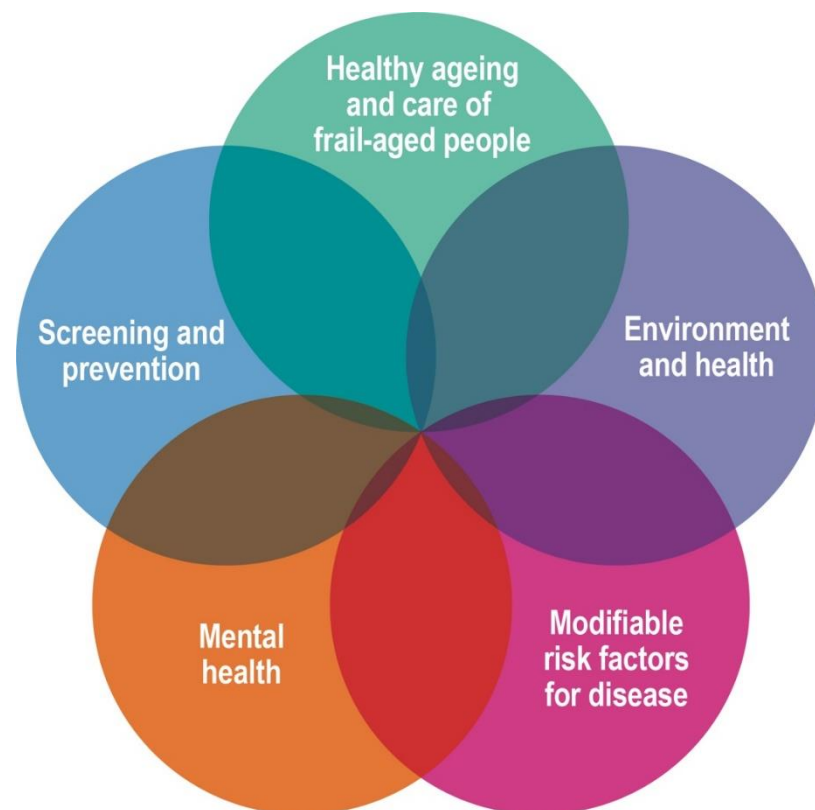 Healthy ageing
and care of
frail-aged people
Screening and
prevention
Environment
and health
Mental
health
Modifiable
risk factors
for disease